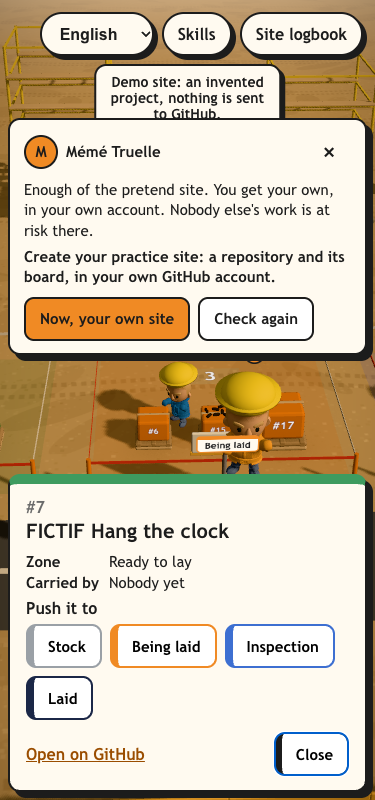 English
Skills
Site logbook
Demo site: an invented
project, nothing is sent
to GitHub.
M
Mémé Truelle
×
Enough of the pretend site. You get your own,
in your own account. Nobody else's work is at
risk there.
Create your practice site: a repository and its
board, in your own GitHub account.
Now, your own site
Check again
3
#6
#15
#17
Being laid
#7
FICTIF Hang the clock
Zone Ready to lay
Carried by Nobody yet
Push it to
Stock
Being laid
Inspection
Laid
Open on GitHub
Close